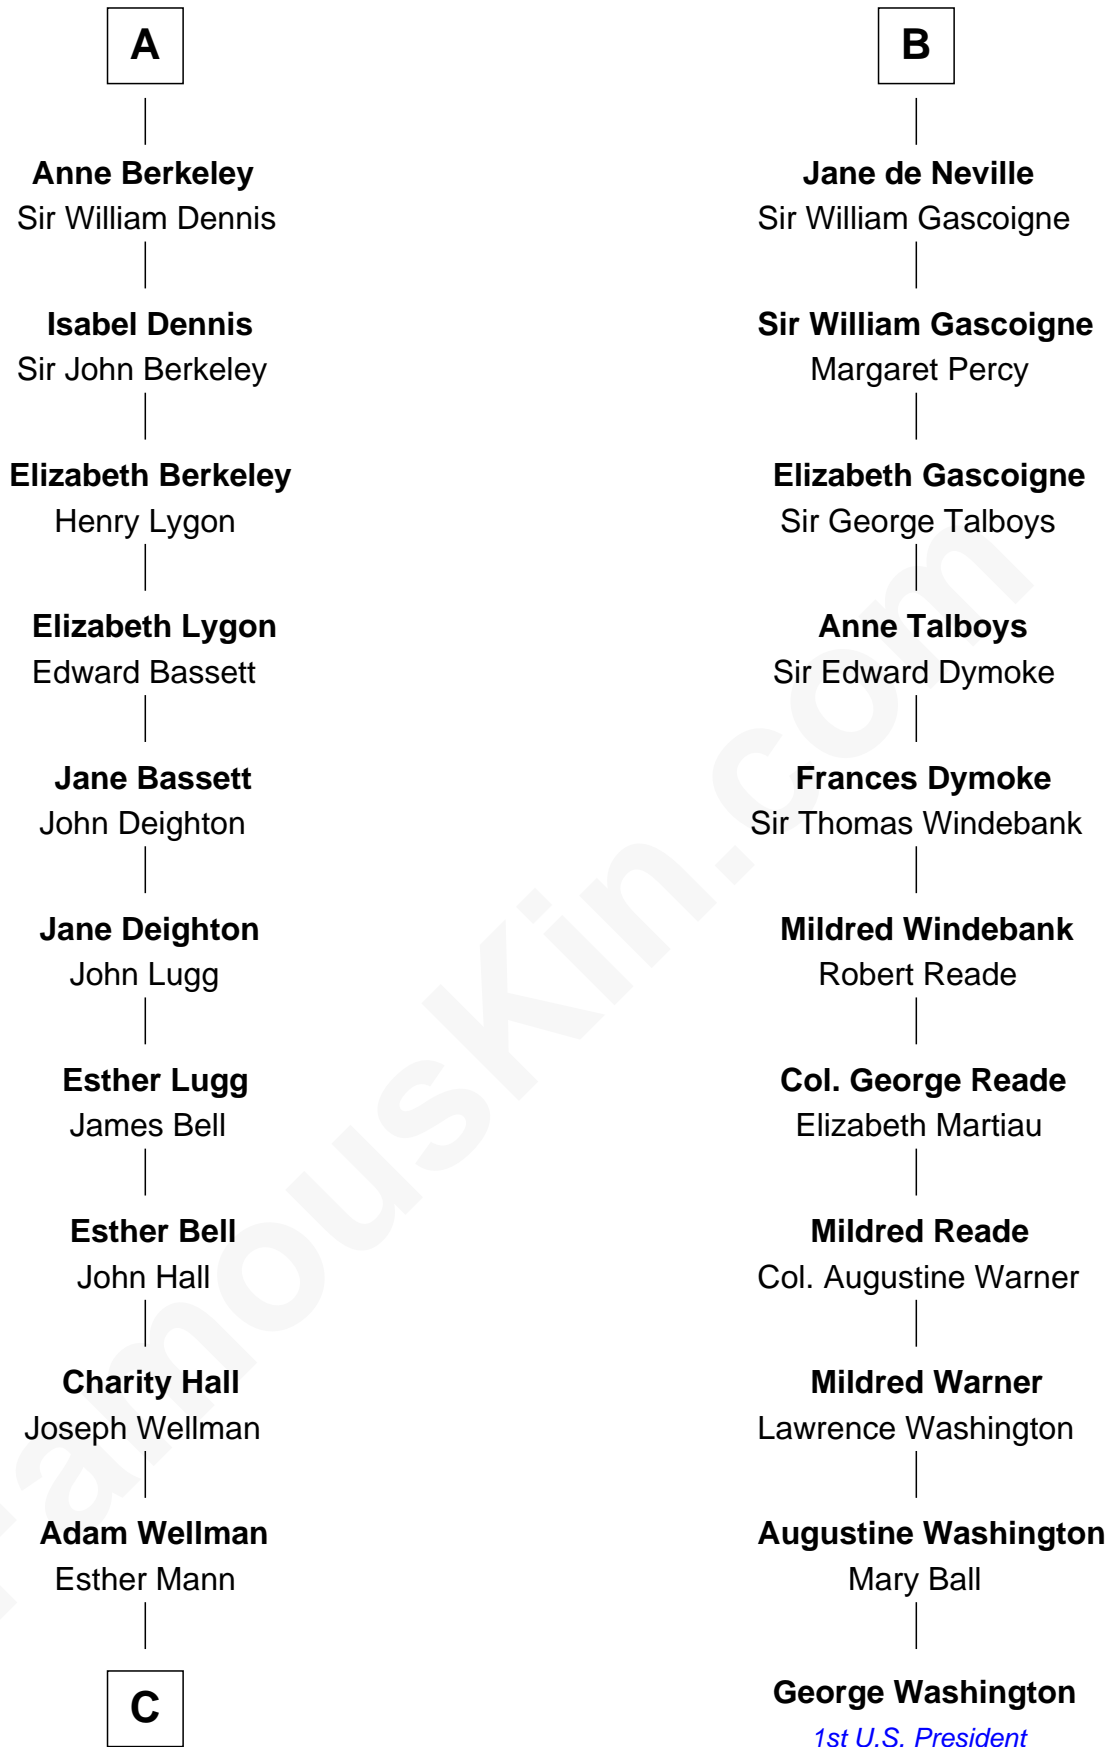 A
Anne Berkeley
Sir William Dennis
Isabel Dennis
Sir John Berkeley
Elizabeth Berkeley
Henry Lygon
Elizabeth Lygon
Edward Bassett
Jane Bassett
John Deighton
Jane Deighton
John Lugg
Esther Lugg
James Bell
Esther Bell
John Hall
Charity Hall
Joseph Wellman
Adam Wellman
Esther Mann
C
B
Jane de Neville
Sir William Gascoigne
Sir William Gascoigne
Margaret Percy
Elizabeth Gascoigne
Sir George Talboys
Anne Talboys
Sir Edward Dymoke
Frances Dymoke
Sir Thomas Windebank
Mildred Windebank
Robert Reade
Col. George Reade
Elizabeth Martiau
Mildred Reade
Col. Augustine Warner
Mildred Warner
Lawrence Washington
Augustine Washington
Mary Ball
George Washington
1st U.S. President
FamousKin.com